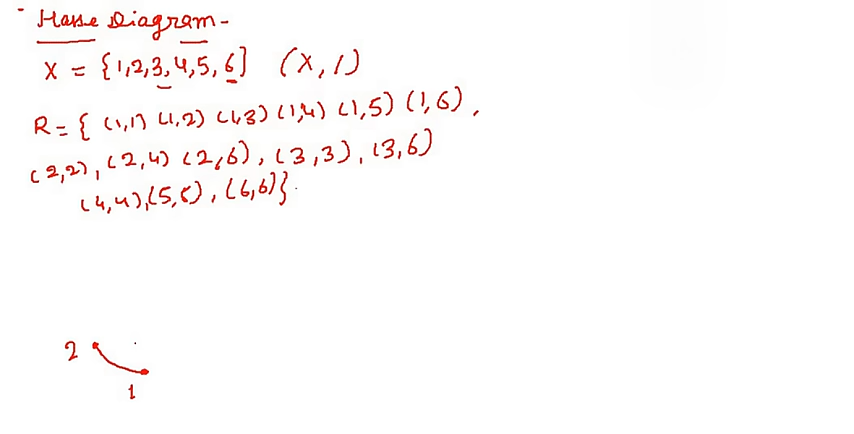 Hasse Diagram-
X = {1,2,3,4,5,6} (X, /)
R = { (1,1) (1,2) (1,3) (1,4) (1,5) (1,6),
(2,2), (2,4) (2,6), (3,3), (3,6)
(4,4), (5,5), (6,6)}.
2
1